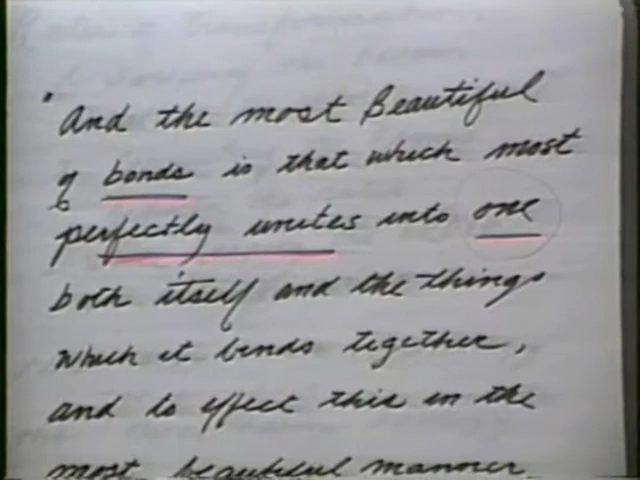 "And the most Beautiful
of bonds is that which most
perfectly unites into one
both itself and the things
which it binds together,
and to effect this in the
most beautiful manner